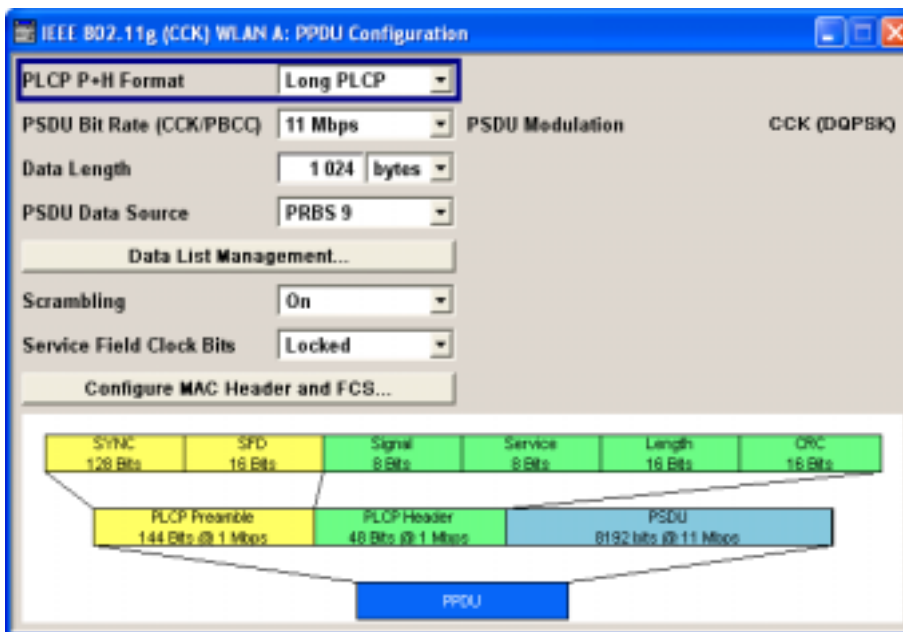 IEEE 802.11g (CCK) WLAN A: PPDU Configuration
PLCP P+H Format Long PLCP
PSDU Bit Rate (CCK/PBCC) 11 Mbps PSDU Modulation CCK (DQPSK)
Data Length 1 024 bytes
PSDU Data Source PRBS 9
Data List Management...
Scrambling On
Service Field Clock Bits Locked
Configure MAC Header and FCS...
SYNC SFD Signal Service Length CRC
128 Bits 16 Bits 8 Bits 8 Bits 16 Bits 16 Bits
PLCP Preamble PLCP Header PSDU
144 Bits @ 1 Mbps 48 Bits @ 1 Mbps 8192 bits @ 11 Mbps
PPDU